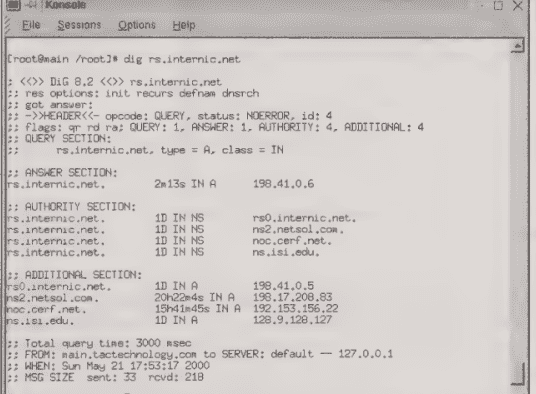 Konsole
File Sessions Options Help
[root@main /root]# dig rs.internic.net
; <<>> DiG 8.2 <<>> rs.internic.net
;; res options: init recurs defnam dnsrch
;; got answer:
;; ->>HEADER<<- opcode: QUERY, status: NOERROR, id: 4
;; flags: qr rd ra; QUERY: 1, ANSWER: 1, AUTHORITY: 4, ADDITIONAL: 4
;; QUERY SECTION:
;; rs.internic.net, type = A, class = IN
;; ANSWER SECTION:
rs.internic.net. 2m13s IN A 198.41.0.6
;; AUTHORITY SECTION:
rs.internic.net. 1D IN NS rs0.internic.net.
rs.internic.net. 1D IN NS ns2.netsol.com.
rs.internic.net. 1D IN NS noc.cerf.net.
rs.internic.net. 1D IN NS ns.isi.edu.
;; ADDITIONAL SECTION:
rs0.internic.net. 1D IN A 198.41.0.5
ns2.netsol.com. 20h22m4s IN A 198.17.208.83
noc.cerf.net. 15h41m45s IN A 192.153.156.22
ns.isi.edu. 1D IN A 128.9.128.127
;; Total query time: 3000 msec
;; FROM: main.tactechnology.com to SERVER: default -- 127.0.0.1
;; WHEN: Sun May 21 17:53:17 2000
;; MSG SIZE sent: 33 rcvd: 218